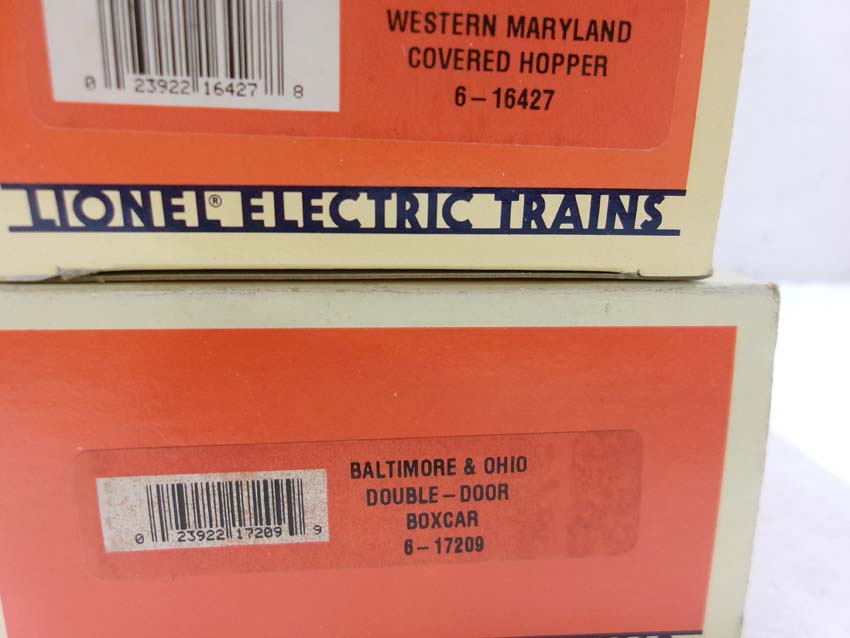 WESTERN MARYLAND
COVERED HOPPER
6-16427
0 23922 16427 8
LIONEL® ELECTRIC TRAINS
BALTIMORE & OHIO
DOUBLE-DOOR
BOXCAR
6-17209
0 23922 17209 9